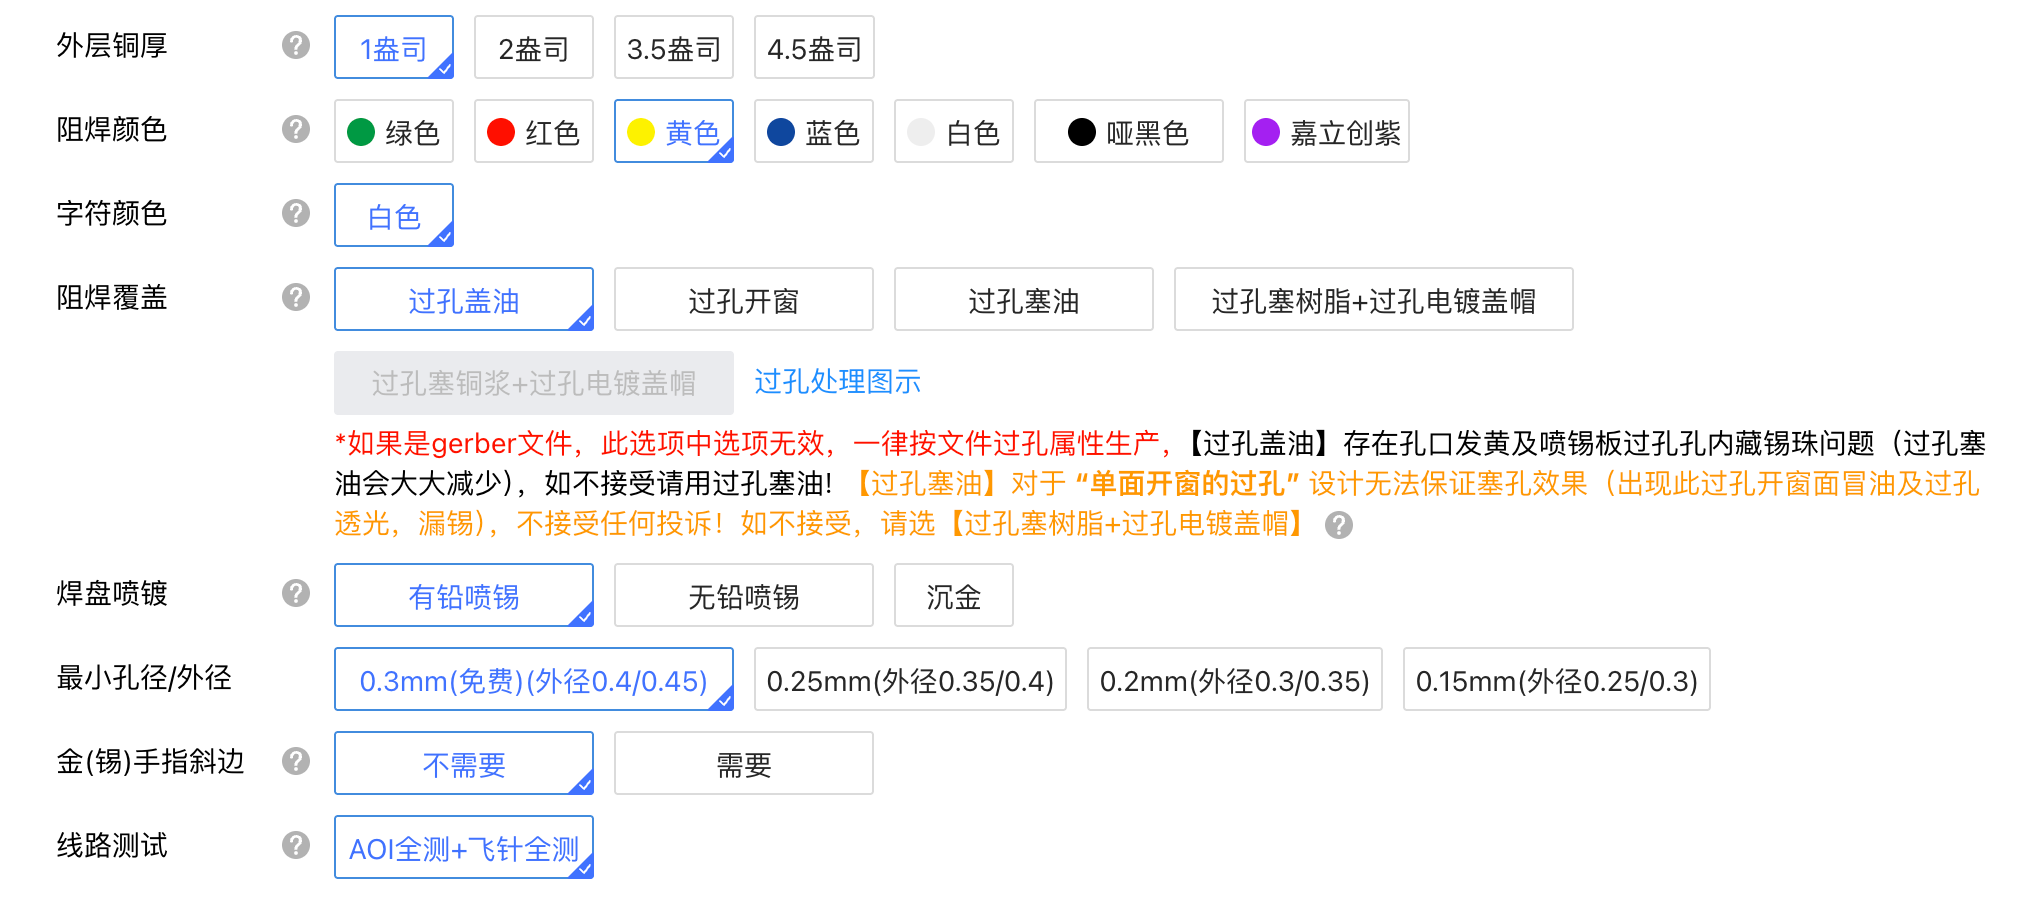 外层铜厚 1盎司 2盎司 3.5盎司 4.5盎司
阻焊颜色 绿色 红色 黄色 蓝色 白色 哑黑色 嘉立创紫
字符颜色 白色
阻焊覆盖 过孔盖油 过孔开窗 过孔塞油 过孔塞树脂+过孔电镀盖帽
过孔塞铜浆+过孔电镀盖帽 过孔处理图示
*如果是gerber文件，此选项中选项无效，一律按文件过孔属性生产,【过孔盖油】存在孔口发黄及喷锡板过孔孔内藏锡珠问题（过孔塞
油会大大减少），如不接受请用过孔塞油！【过孔塞油】对于 “单面开窗的过孔” 设计无法保证塞孔效果（出现此过孔开窗面冒油及过孔
透光，漏锡），不接受任何投诉！如不接受，请选【过孔塞树脂+过孔电镀盖帽】
焊盘喷镀 有铅喷锡 无铅喷锡 沉金
最小孔径/外径 0.3mm(免费)(外径0.4/0.45) 0.25mm(外径0.35/0.4) 0.2mm(外径0.3/0.35) 0.15mm(外径0.25/0.3)
金(锡)手指斜边 不需要 需要
线路测试 AOI全测+飞针全测